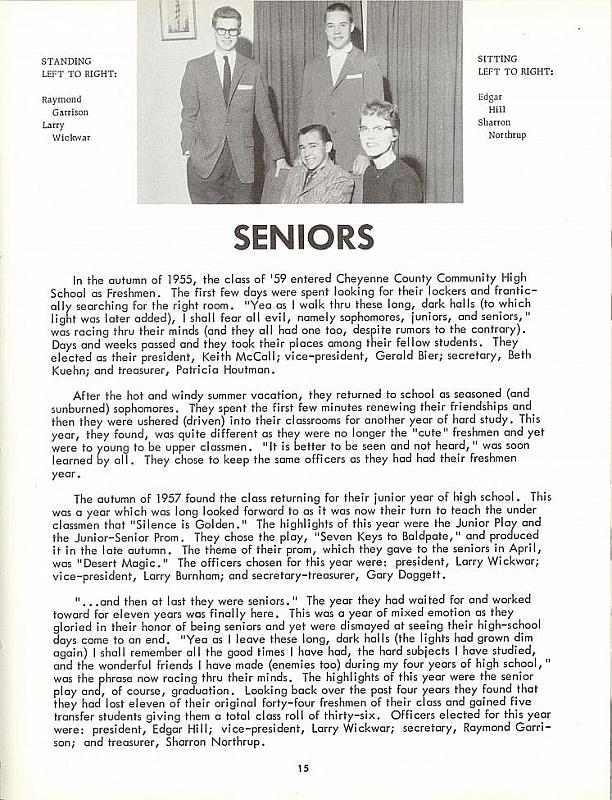 STANDING
LEFT TO RIGHT:
Raymond
Garrison
Larry
Wickwar
SITTING
LEFT TO RIGHT:
Edgar
Hill
Sharron
Northrup
SENIORS
In the autumn of 1955, the class of '59 entered Cheyenne County Community High
School as Freshmen. The first few days were spent looking for their lockers and frantic-
ally searching for the right room. "Yea as I walk thru these long, dark halls (to which
light was later added), I shall fear all evil, namely sophomores, juniors, and seniors,"
was racing thru their minds (and they all had one too, despite rumors to the contrary).
Days and weeks passed and they took their places among their fellow students. They
elected as their president, Keith McCall; vice-president, Gerald Bier; secretary, Beth
Kuehn; and treasurer, Patricia Houtman.
After the hot and windy summer vacation, they returned to school as seasoned (and
sunburned) sophomores. They spent the first few minutes renewing their friendships and
then they were ushered (driven) into their classrooms for another year of hard study. This
year, they found, was quite different as they were no longer the "cute" freshmen and yet
were to young to be upper classmen. "It is better to be seen and not heard," was soon
learned by all. They chose to keep the same officers as they had had their freshmen
year.
The autumn of 1957 found the class returning for their junior year of high school. This
was a year which was long looked forward to as it was now their turn to teach the under
classmen that "Silence is Golden." The highlights of this year were the Junior Play and
the Junior-Senior Prom. They chose the play, "Seven Keys to Baldpate," and produced
it in the late autumn. The theme of their prom, which they gave to the seniors in April,
was "Desert Magic." The officers chosen for this year were: president, Larry Wickwar;
vice-president, Larry Burnham; and secretary-treasurer, Gary Daggett.
"...and then at last they were seniors." The year they had waited for and worked
toward for eleven years was finally here. This was a year of mixed emotion as they
gloried in their honor of being seniors and yet were dismayed at seeing their high-school
days come to an end. "Yea as I leave these long, dark halls (the lights had grown dim
again) I shall remember all the good times I have had, the hard subjects I have studied,
and the wonderful friends I have made (enemies too) during my four years of high school,"
was the phrase now racing thru their minds. The highlights of this year were the senior
play and, of course, graduation. Looking back over the past four years they found that
they had lost eleven of their original forty-four freshmen of their class and gained five
transfer students giving them a total class roll of thirty-six. Officers elected for this year
were: president, Edgar Hill; vice-president, Larry Wickwar; secretary, Raymond Garri-
son; and treasurer, Sharron Northrup.
15